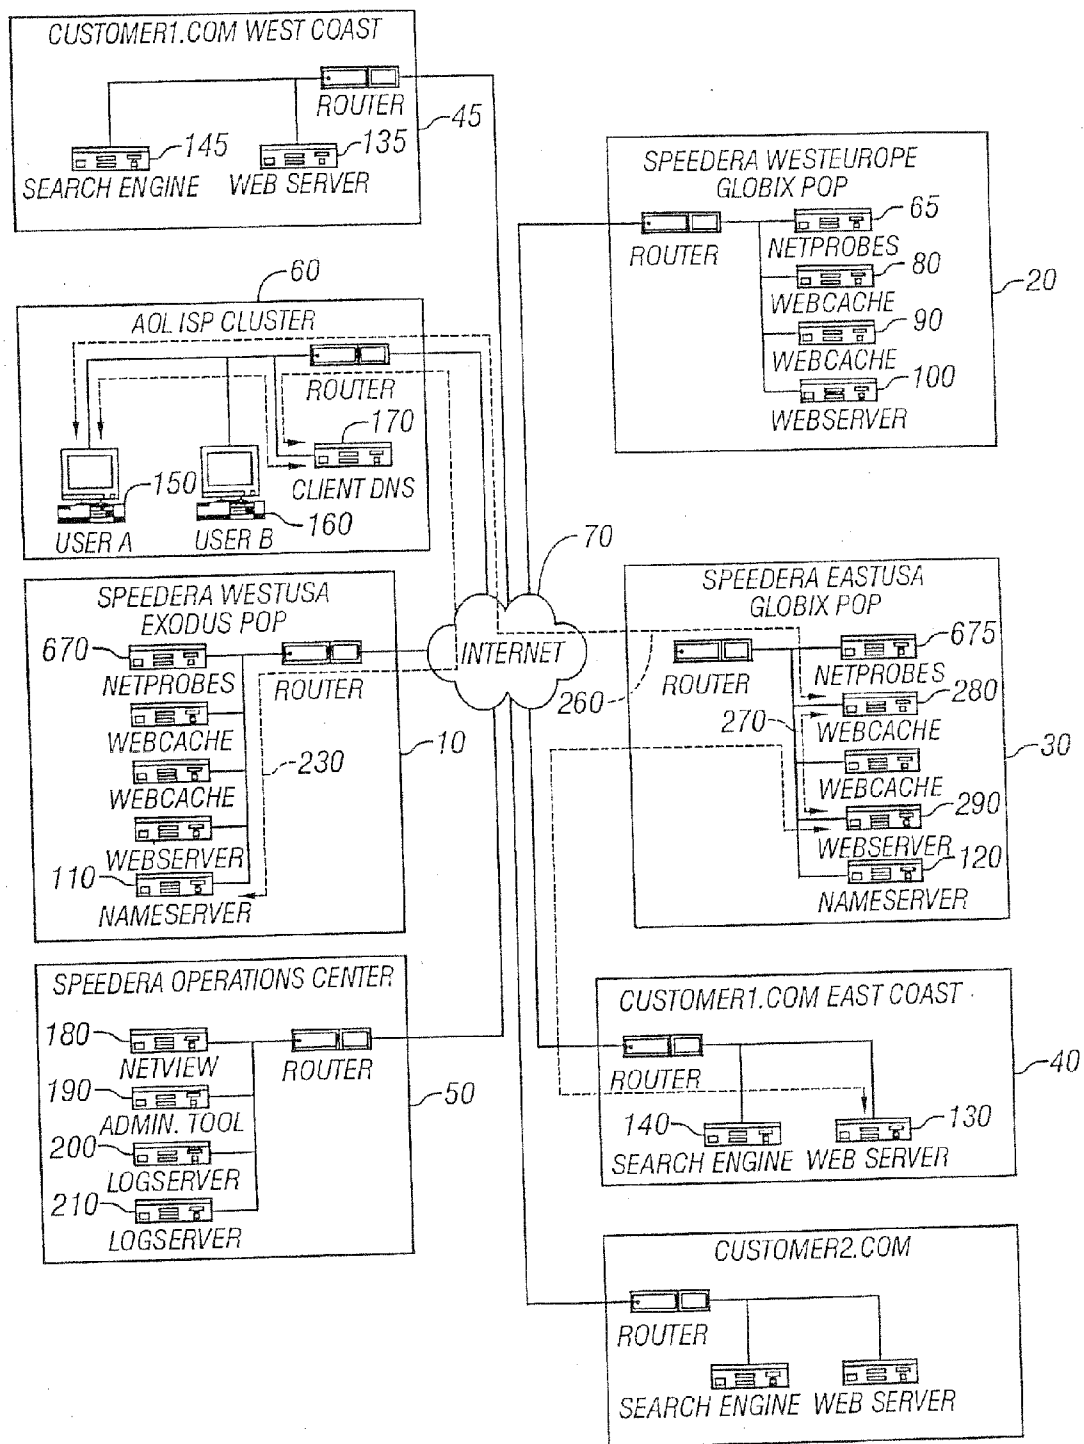 CUSTOMER1.COM WEST COAST
ROUTER
45
145
135
SEARCH ENGINE
WEB SERVER
SPEEDERA WESTEUROPE
GLOBIX POP
65
ROUTER
NETPROBES
80
WEBCACHE
20
90
WEBCACHE
100
WEBSERVER
60
AOL ISP CLUSTER
ROUTER
170
CLIENT DNS
150
160
USER A
USER B
70
INTERNET
SPEEDERA WESTUSA
EXODUS POP
670
NETPROBES
ROUTER
WEBCACHE
10
230
WEBCACHE
WEBSERVER
110
NAMESERVER
SPEEDERA EASTUSA
GLOBIX POP
675
ROUTER
NETPROBES
260
280
270
WEBCACHE
30
WEBCACHE
290
WEBSERVER
120
NAMESERVER
SPEEDERA OPERATIONS CENTER
180
NETVIEW
ROUTER
190
50
ADMIN. TOOL
200
LOGSERVER
210
LOGSERVER
CUSTOMER1.COM EAST COAST
ROUTER
40
140
130
SEARCH ENGINE
WEB SERVER
CUSTOMER2.COM
ROUTER
SEARCH ENGINE
WEB SERVER